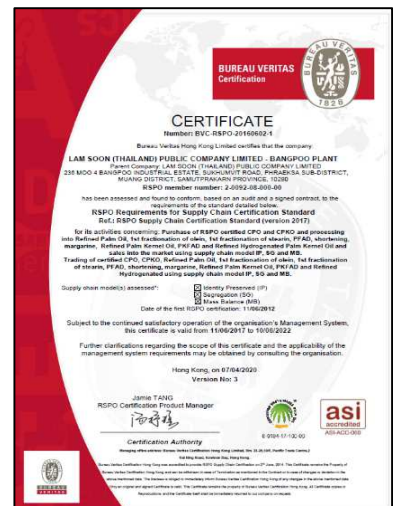 BUREAU VERITAS
Certification
BUREAU VERITAS
1828
CERTIFICATE
Number: BVC-RSPO-20160602-1
Bureau Veritas Hong Kong Limited certifies that the company:
LAM SOON (THAILAND) PUBLIC COMPANY LIMITED - BANGPOO PLANT
Parent Company: LAM SOON (THAILAND) PUBLIC COMPANY LIMITED
236 MOO 4 BANGPOO INDUSTRIAL ESTATE, SUKHUMVIT ROAD, PHRAEKSA SUB-DISTRICT,
MUANG DISTRICT, SAMUTPRAKARN PROVINCE, 10280
RSPO member number: 2-0092-08-000-00
has been assessed and found to conform, based on an audit and a signed contract, to the
requirements of the standard detailed below.
RSPO Requirements for Supply Chain Certification Standard
Ref.: RSPO Supply Chain Certification Standard (version 2017)
for its activities concerning: Purchase of RSPO certified CPO and CPKO and processing
into Refined Palm Oil, 1st fractionation of olein, 1st fractionation of stearin, PFAD, shortening,
margarine, Refined Palm Kernel Oil, PKFAD and Refined Hydrogenated Palm Kernel Oil and
sales into the market using supply chain model IP, SG and MB.
Trading of certified CPO, CPKO, Refined Palm Oil, 1st fractionation of olein, 1st fractionation
of stearin, PFAD, shortening, margarine, Refined Palm Kernel Oil, PKFAD and Refined
Hydrogenated using supply chain model IP, SG and MB.
Supply chain model(s) assessed*:
Identity Preserved (IP)
Segregation (SG)
Mass Balance (MB)
Date of the first RSPO certification: 11/06/2012
Subject to the continued satisfactory operation of the organisation's Management System,
this certificate is valid from 11/06/2017 to 10/06/2022
Further clarifications regarding the scope of this certificate and the applicability of the
management system requirements may be obtained by consulting the organisation.
Hong Kong, on 07/04/2020
Version No: 3
Jamie TANG
RSPO Certification Product Manager
Certification Authority
asi
accredited
ASI-ACC-000